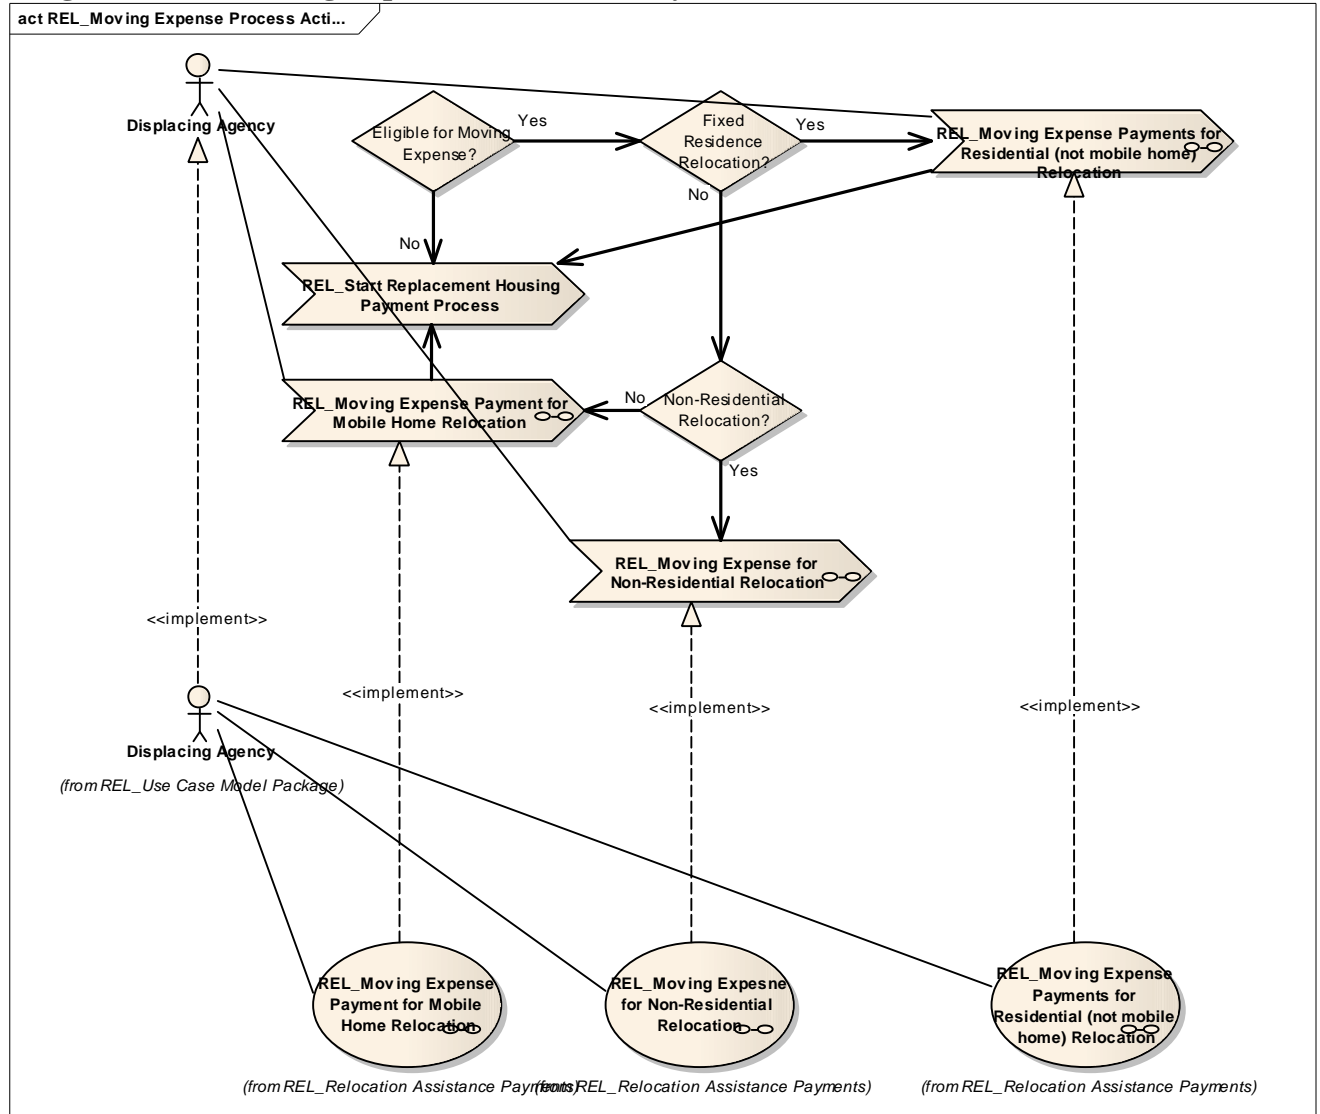 act REL_Moving Expense Process Acti...
Displacing Agency
Eligible for Moving
Expense?
Yes
Fixed
Residence
Relocation?
Yes
REL_Moving Expense Payments for
Residential (not mobile home)
Relocation
No
No
REL_Start Replacement Housing
Payment Process
REL_Moving Expense Payment for
Mobile Home Relocation
No
Non-Residential
Relocation?
Yes
REL_Moving Expense for
Non-Residential Relocation
<<implement>>
<<implement>>
<<implement>>
<<implement>>
Displacing Agency
(from REL_Use Case Model Package)
REL_Moving Expense
Payment for Mobile
Home Relocation
REL_Moving Expesne
for Non-Residential
Relocation
REL_Moving Expense
Payments for
Residential (not mobile
home) Relocation
(from REL_Relocation Assistance Payments)
(from REL_Relocation Assistance Payments)
(from REL_Relocation Assistance Payments)